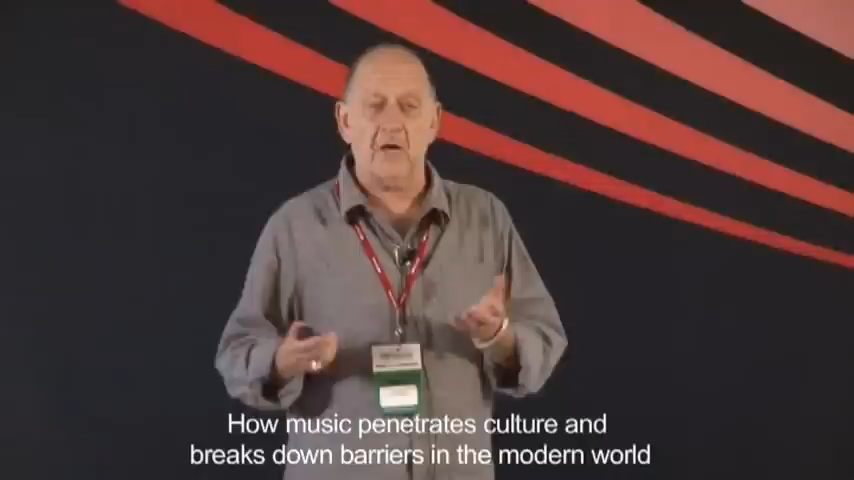 How music penetrates culture and
breaks down barriers in the modern world